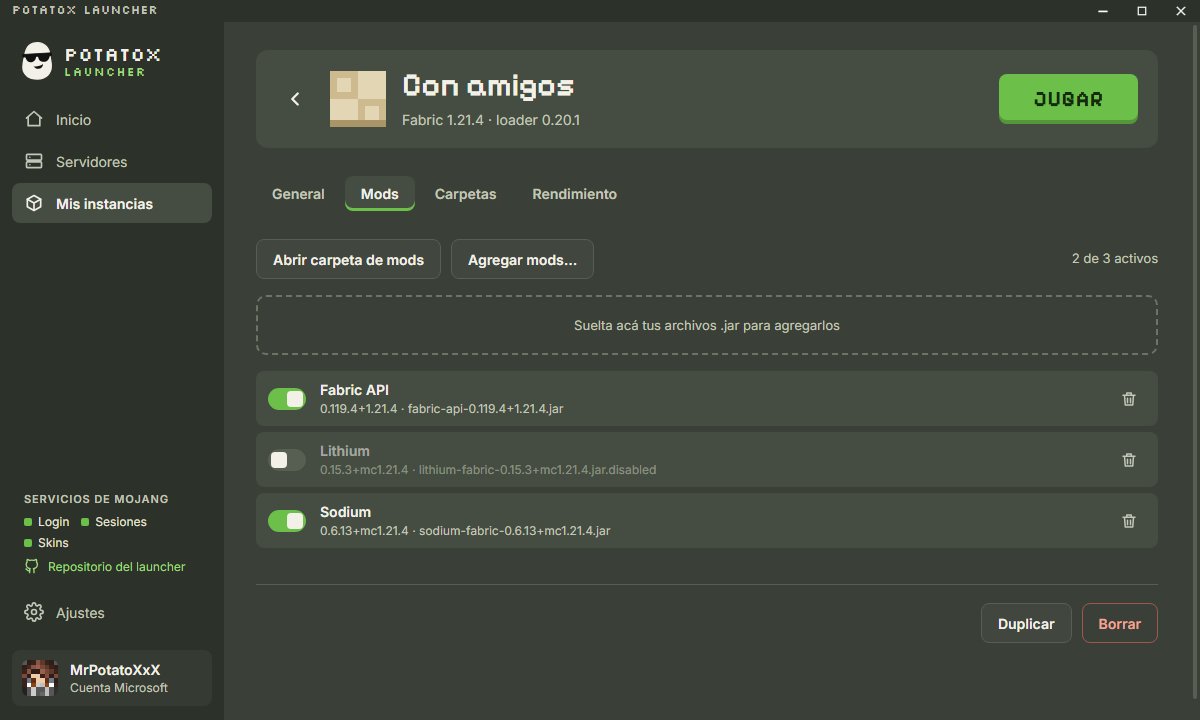 POTATOX LAUNCHER
POTATOX
LAUNCHER
Inicio
Servidores
Mis instancias
SERVICIOS DE MOJANG
Login
Sesiones
Skins
Repositorio del launcher
Ajustes
MrPotatoXxX
Cuenta Microsoft
Con amigos
Fabric 1.21.4 · loader 0.20.1
JUGAR
General
Mods
Carpetas
Rendimiento
Abrir carpeta de mods
Agregar mods...
2 de 3 activos
Suelta acá tus archivos .jar para agregarlos
Fabric API
0.119.4+1.21.4 · fabric-api-0.119.4+1.21.4.jar
Lithium
0.15.3+mc1.21.4 · lithium-fabric-0.15.3+mc1.21.4.jar.disabled
Sodium
0.6.13+mc1.21.4 · sodium-fabric-0.6.13+mc1.21.4.jar
Duplicar
Borrar